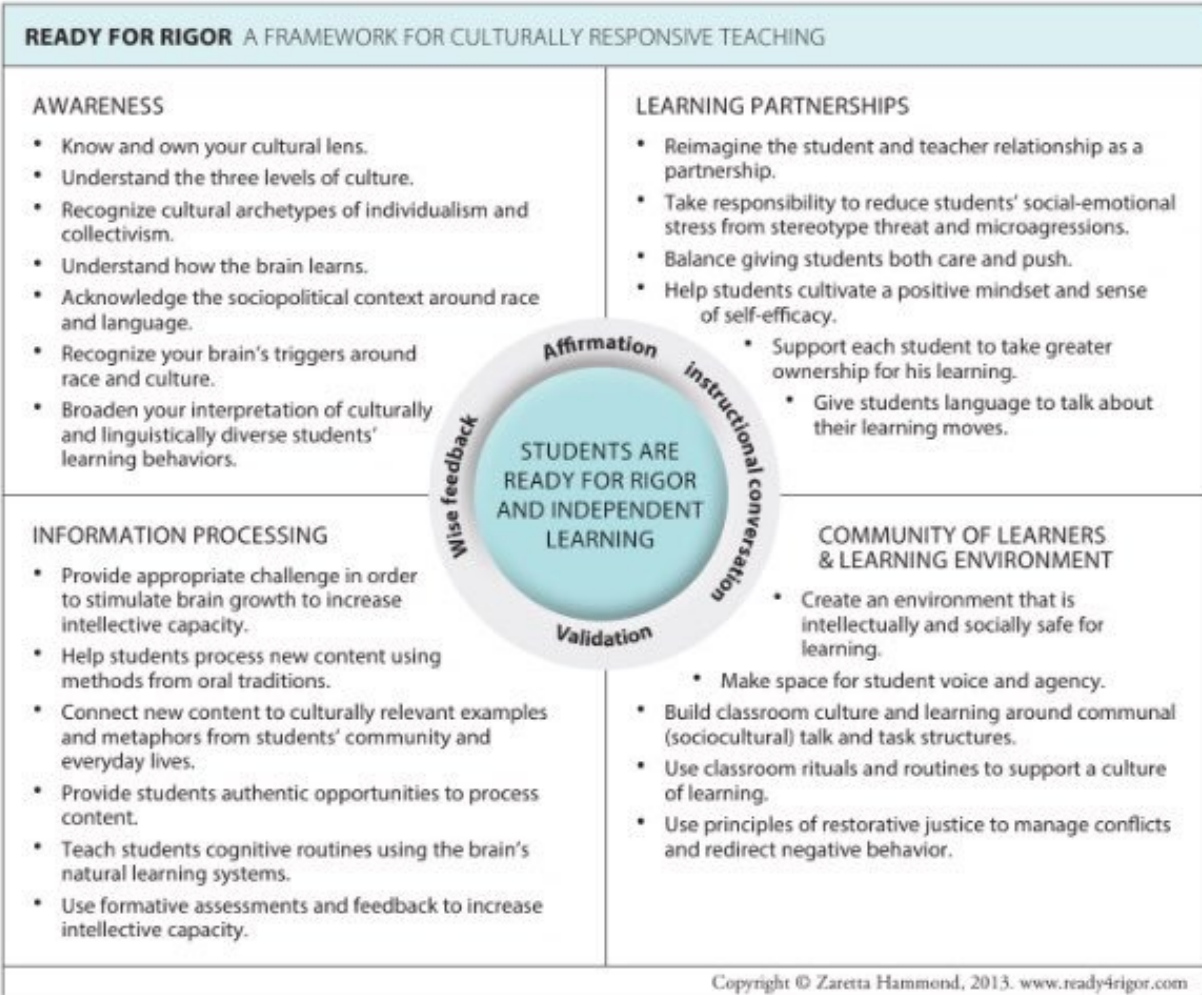 READY FOR RIGOR A FRAMEWORK FOR CULTURALLY RESPONSIVE TEACHING
AWARENESS
• Know and own your cultural lens.
• Understand the three levels of culture.
• Recognize cultural archetypes of individualism and
collectivism.
• Understand how the brain learns.
• Acknowledge the sociopolitical context around race
and language.
• Recognize your brain's triggers around
race and culture.
• Broaden your interpretation of culturally
and linguistically diverse students'
learning behaviors.
LEARNING PARTNERSHIPS
• Reimagine the student and teacher relationship as a
partnership.
• Take responsibility to reduce students' social-emotional
stress from stereotype threat and microagressions.
• Balance giving students both care and push.
• Help students cultivate a positive mindset and sense
of self-efficacy.
• Support each student to take greater
ownership for his learning.
• Give students language to talk about
their learning moves.
Affirmation
instructional conversation
Validation
Wise feedback
STUDENTS ARE
READY FOR RIGOR
AND INDEPENDENT
LEARNING
INFORMATION PROCESSING
• Provide appropriate challenge in order
to stimulate brain growth to increase
intellective capacity.
• Help students process new content using
methods from oral traditions.
• Connect new content to culturally relevant examples
and metaphors from students' community and
everyday lives.
• Provide students authentic opportunities to process
content.
• Teach students cognitive routines using the brain's
natural learning systems.
• Use formative assessments and feedback to increase
intellective capacity.
COMMUNITY OF LEARNERS
& LEARNING ENVIRONMENT
• Create an environment that is
intellectually and socially safe for
learning.
• Make space for student voice and agency.
• Build classroom culture and learning around communal
(sociocultural) talk and task structures.
• Use classroom rituals and routines to support a culture
of learning.
• Use principles of restorative justice to manage conflicts
and redirect negative behavior.
Copyright © Zaretta Hammond, 2013. www.ready4rigor.com